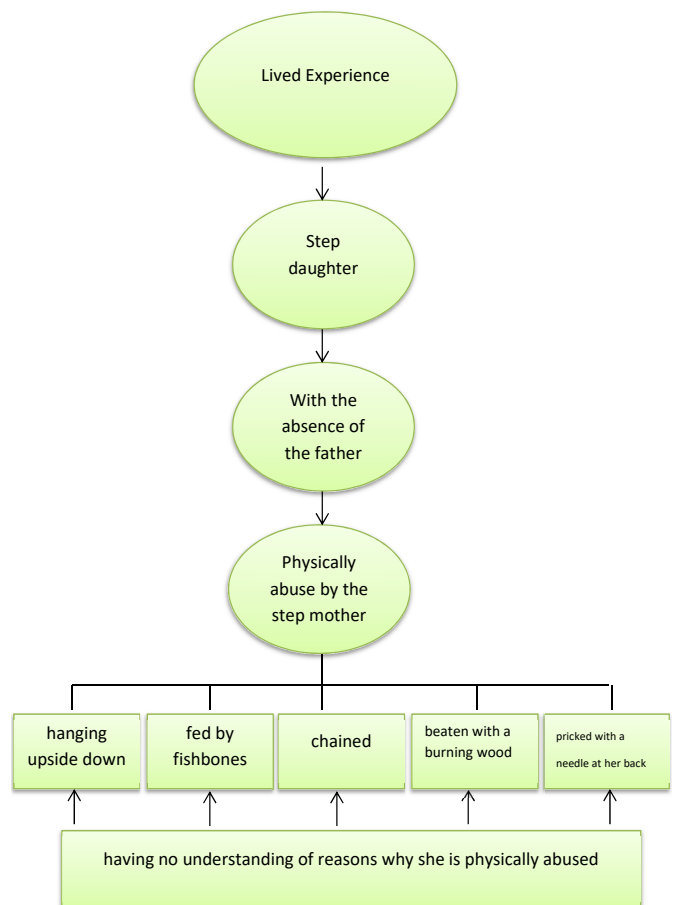 Lived Experience
Step
daughter
With the
absence of
the father
Physically
abuse by the
step mother
hanging
upside down
fed by
fishbones
chained
beaten with a
burning wood
pricked with a
needle at her back
having no understanding of reasons why she is physically abused